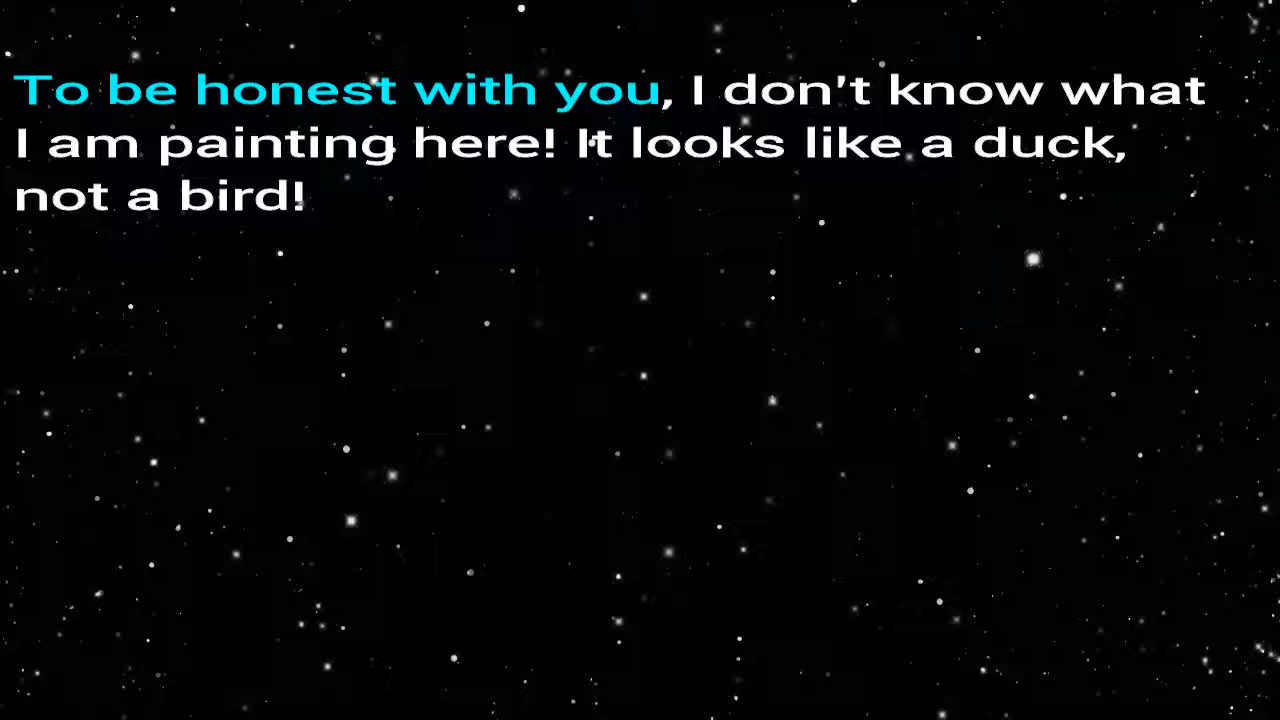 To be honest with you, I don't know what
I am painting here! It looks like a duck,
not a bird!